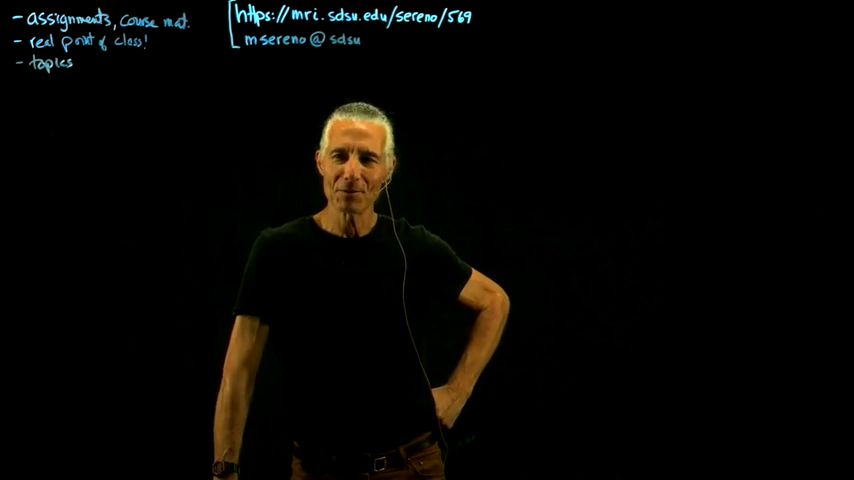 - assignments, course mat.
- real point of class!
- topics
https://mri.sdsu.edu/sereno/569
msereno@sdsu